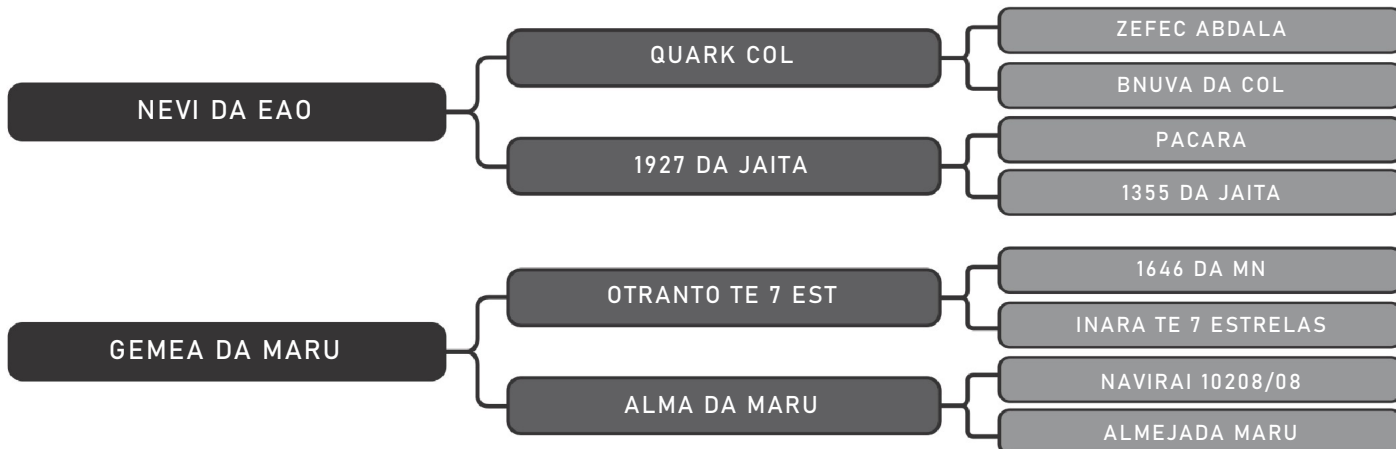 ZEFEC ABDALA
QUARK COL
BNUVA DA COL
NEVI DA EAO
PACARA
1927 DA JAITA
1355 DA JAITA
1646 DA MN
OTRANTO TE 7 EST
INARA TE 7 ESTRELAS
GEMEA DA MARU
NAVIRAI 10208/08
ALMA DA MARU
ALMEJADA MARU